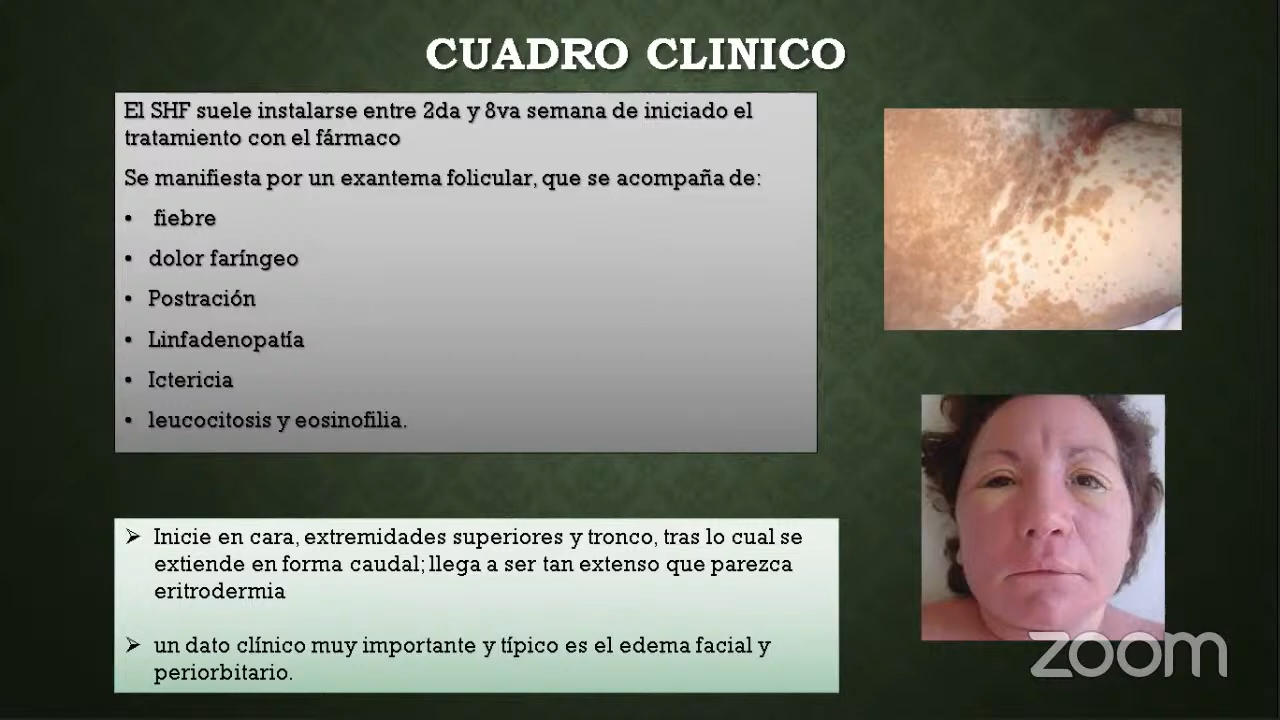 CUADRO CLINICO
El SHF suele instalarse entre 2da y 8va semana de iniciado el
tratamiento con el fármaco
Se manifiesta por un exantema folicular, que se acompaña de:
• fiebre
• dolor faríngeo
• Postración
• Linfadenopatía
• Ictericia
• leucocitosis y eosinofilia.
➢ Inicie en cara, extremidades superiores y tronco, tras lo cual se
extiende en forma caudal; llega a ser tan extenso que parezca
eritrodermia
➢ un dato clínico muy importante y típico es el edema facial y
periorbitario.
zoom